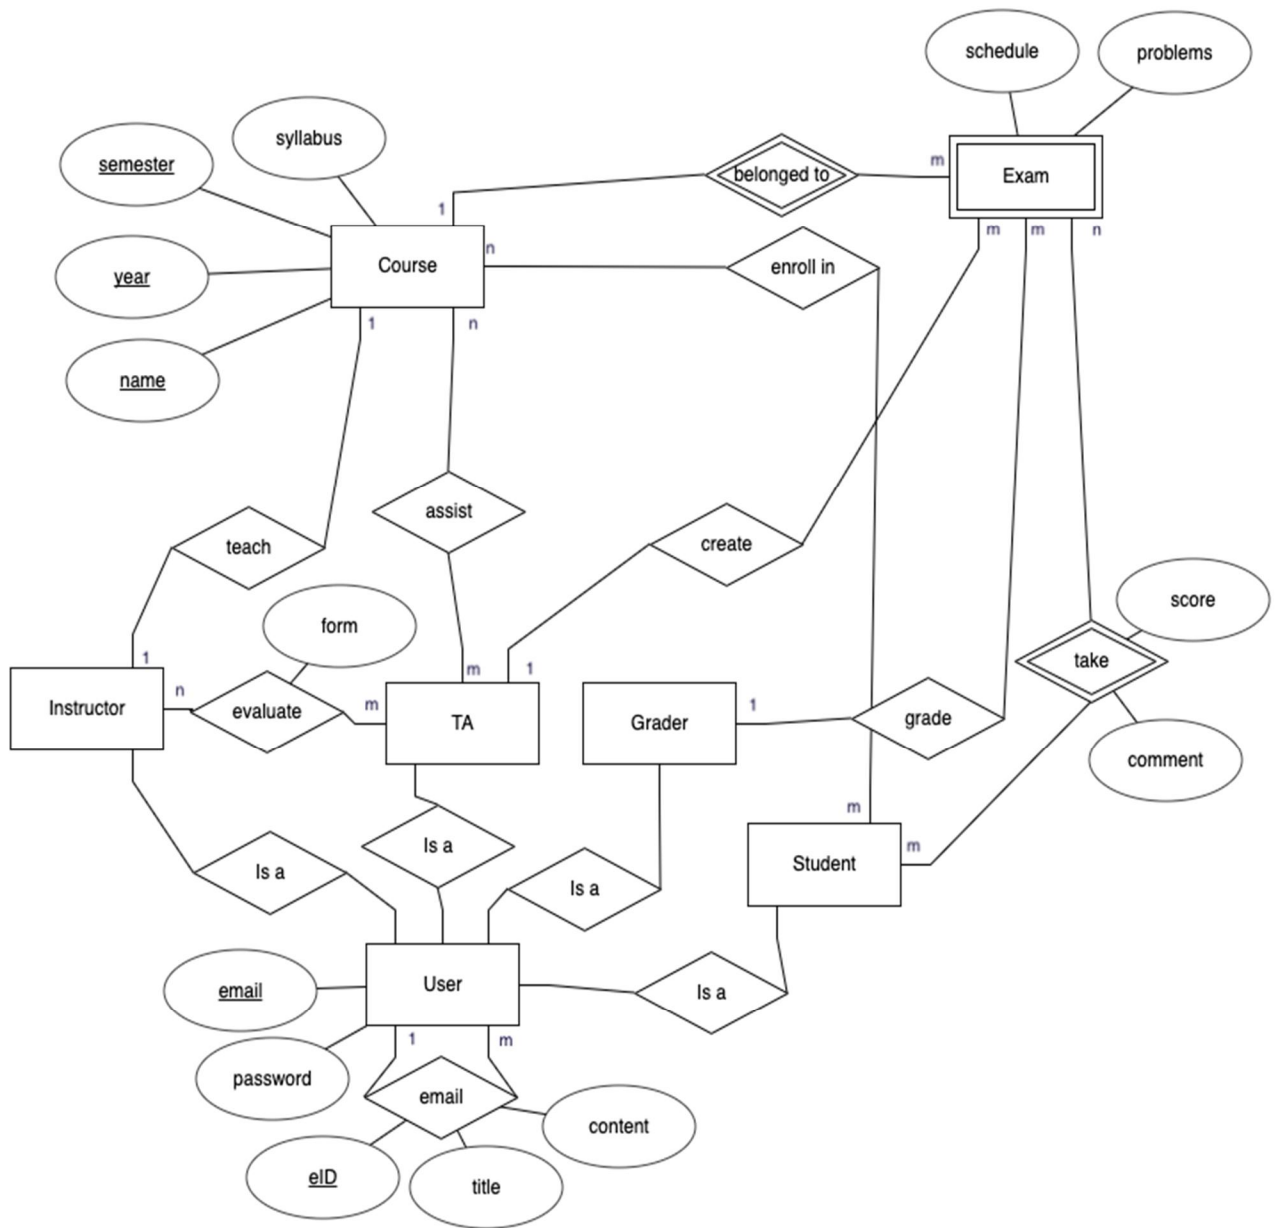 schedule
problems
semester
syllabus
belonged to
m
Exam
1
n
m
m
n
year
Course
enroll in
1
n
name
assist
teach
create
score
form
take
1
m
1
n
m
Instructor
evaluate
TA
Grader
1
grade
comment
m
Is a
m
Student
Is a
Is a
email
User
Is a
1
m
password
email
content
eID
title